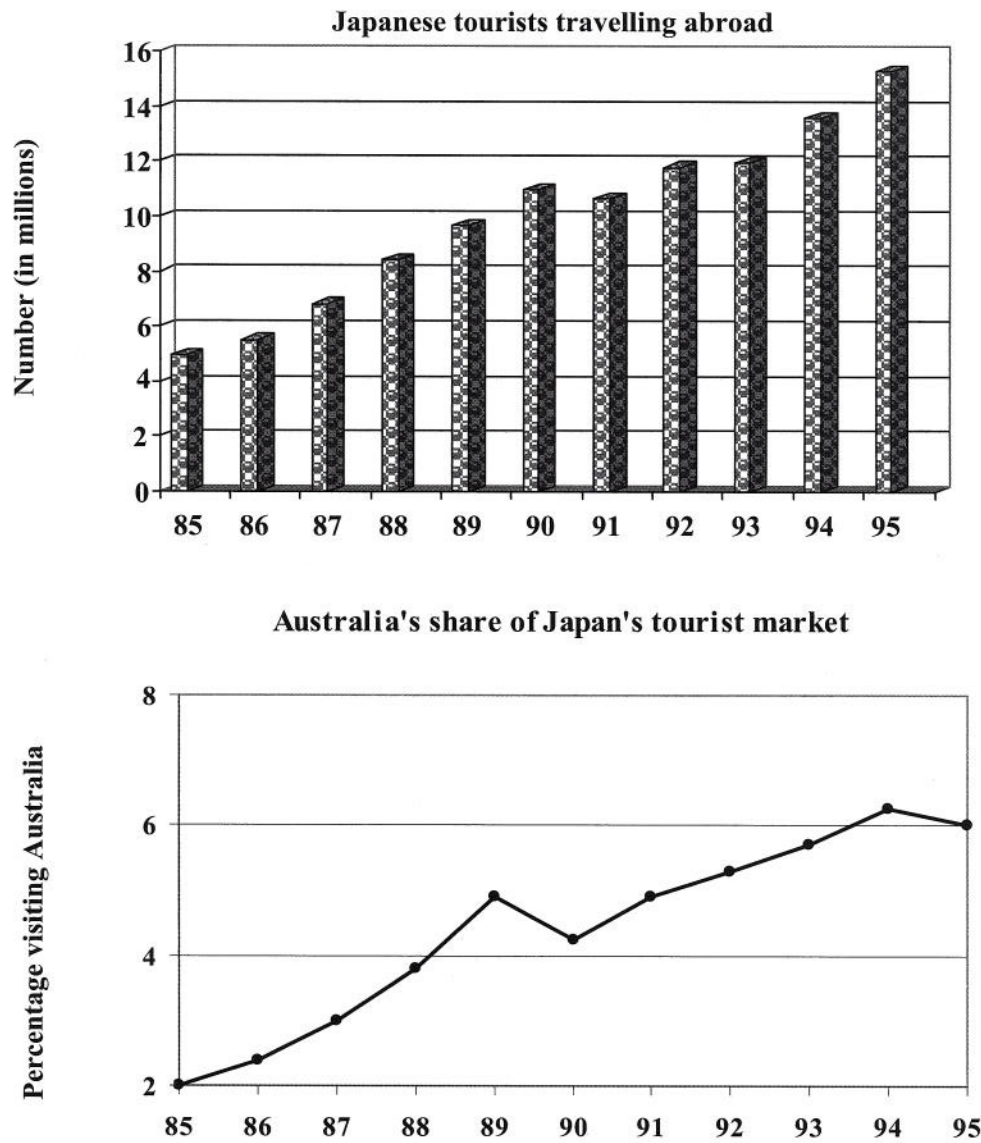 Japanese tourists travelling abroad
Number (in millions)
16
14
12
10
8
6
4
2
0
85 86 87 88 89 90 91 92 93 94 95
Australia's share of Japan's tourist market
Percentage visiting Australia
8
6
4
2
85 86 87 88 89 90 91 92 93 94 95